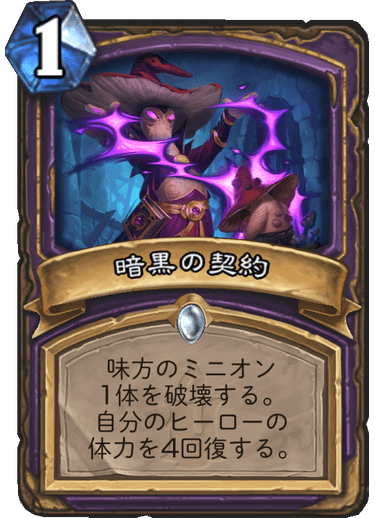 1
暗黒の契約
味方のミニオン
1体を破壊する。
自分のヒーローの
体力を4回復する。